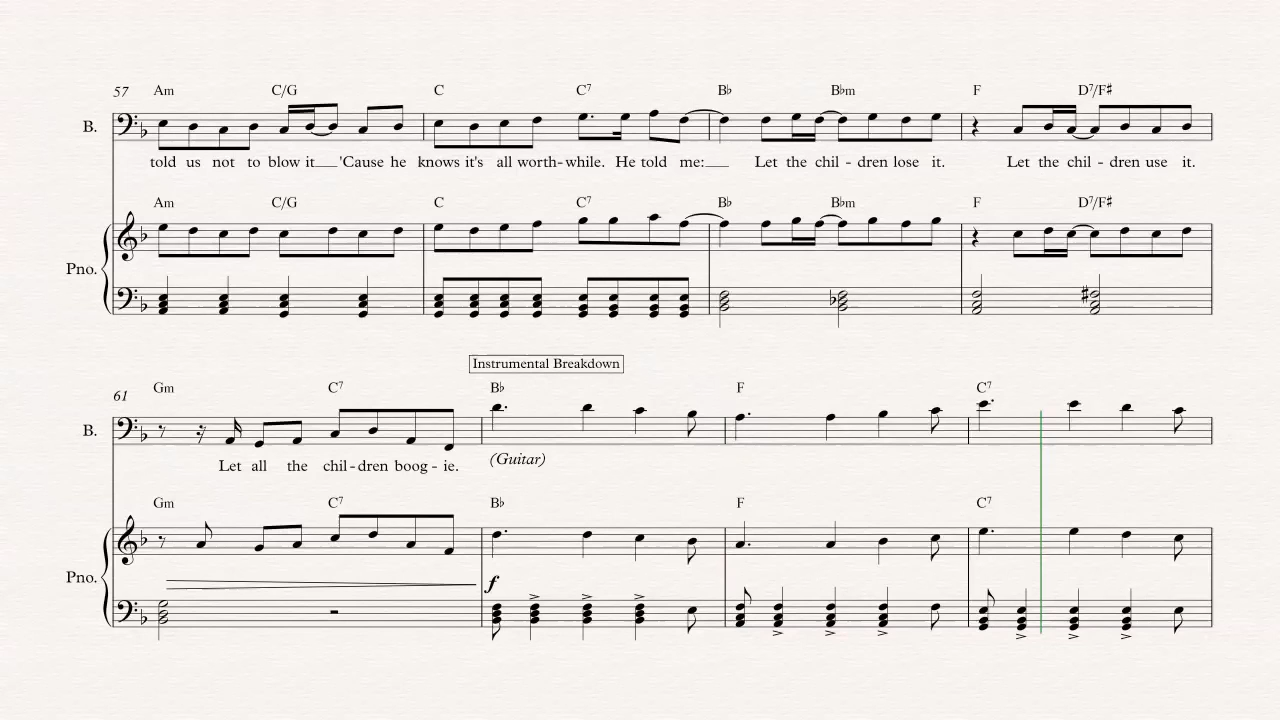 57 Am C/G C C7 B♭ B♭m F D7/F♯
B.
told us not to blow it 'Cause he knows it's all worth-while. He told me: Let the chil - dren lose it. Let the chil - dren use it.
Am C/G C C7 B♭ B♭m F D7/F♯
Pno.
Instrumental Breakdown
61 Gm C7 B♭ F C7
B.
(Guitar)
Let all the chil - dren boog - ie.
Gm C7 B♭ F C7
Pno.
f